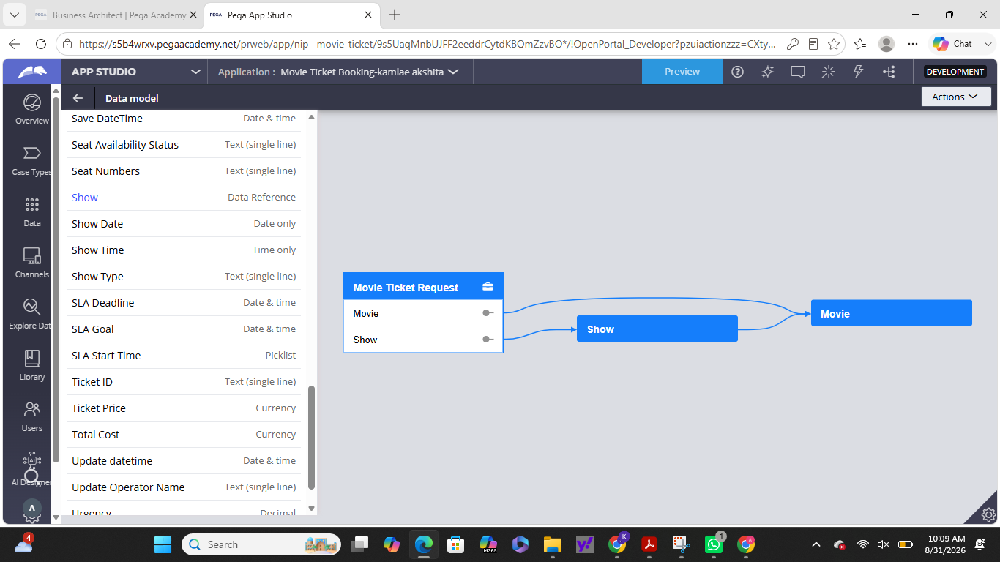 PEGA Business Architect | Pega Academy
PEGA Pega App Studio
https://s5b4wrxv.pegaacademy.net/prweb/app/nip--movie-ticket/9s5UaqMnbUJFF2eeddrCytdKBQmZzvBO*/!OpenPortal_Developer?pzuiactionzzz=CXty...
Chat
APP STUDIO
Application : Movie Ticket Booking-kamlae akshita
Preview
DEVELOPMENT
Data model
Actions
Overview
Case Types
Data
Channels
Explore Dat
Library
Users
AI
AI Designer
A
Save DateTime Date & time
Seat Availability Status Text (single line)
Seat Numbers Text (single line)
Show Data Reference
Show Date Date only
Show Time Time only
Show Type Text (single line)
SLA Deadline Date & time
SLA Goal Date & time
SLA Start Time Picklist
Ticket ID Text (single line)
Ticket Price Currency
Total Cost Currency
Update datetime Date & time
Update Operator Name Text (single line)
Urgency Decimal
Movie Ticket Request
Movie
Show
Show
Movie
4
Search
M365
K
1
10:09 AM
8/31/2026